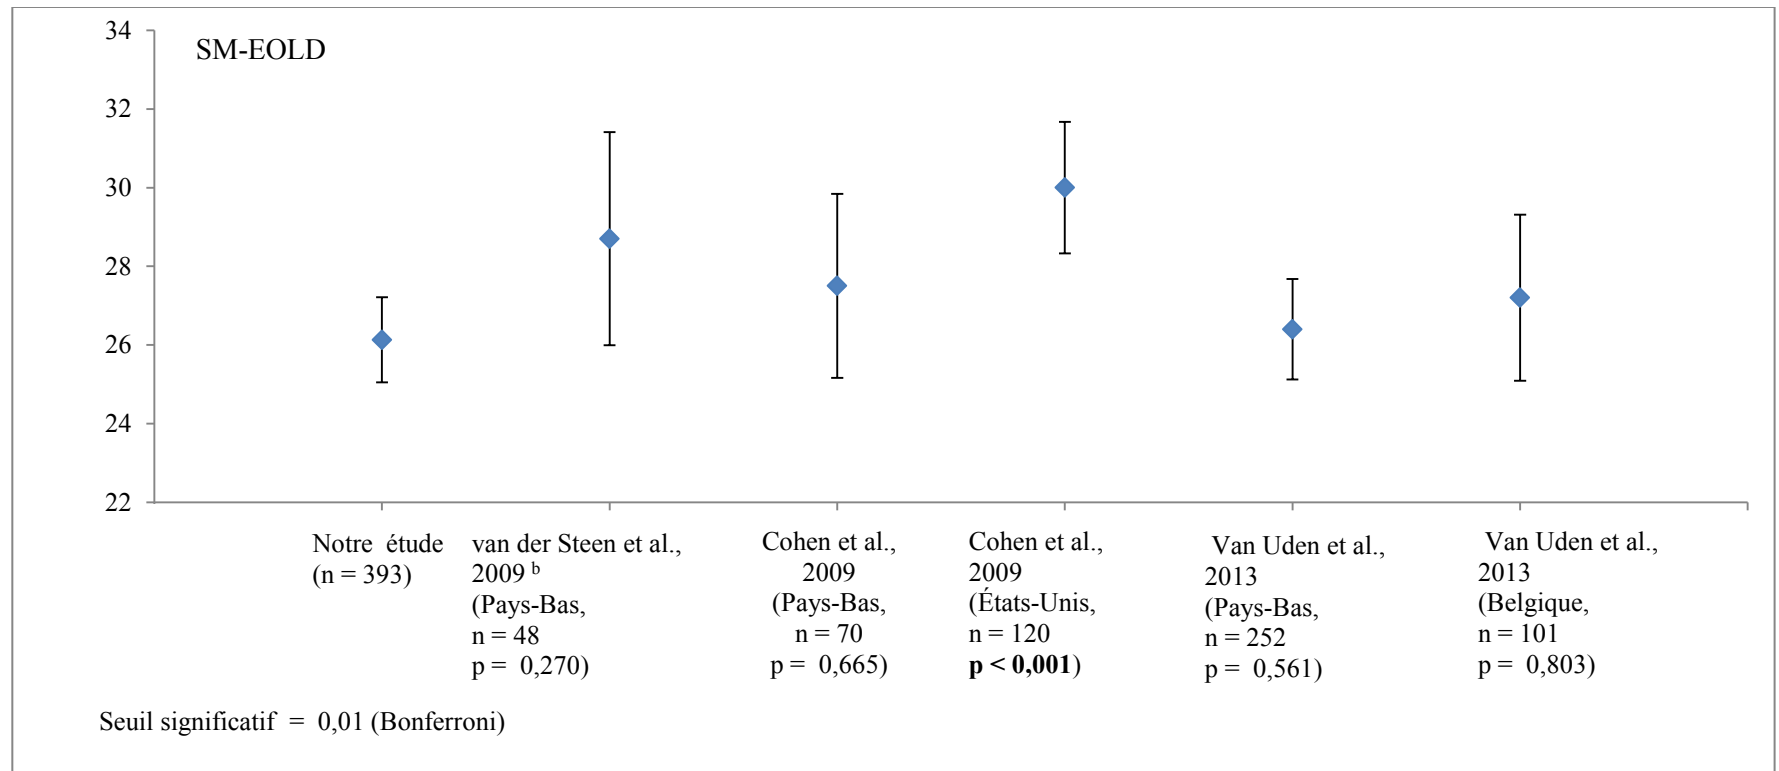 SM-EOLD
34
32
30
28
26
24
22
Notre étude
(n = 393)
van der Steen et al.,
2009 b
(Pays-Bas,
n = 48
p = 0,270)
Cohen et al.,
2009
(Pays-Bas,
n = 70
p = 0,665)
Cohen et al.,
2009
(États-Unis,
n = 120
p < 0,001)
Van Uden et al.,
2013
(Pays-Bas,
n = 252
p = 0,561)
Van Uden et al.,
2013
(Belgique,
n = 101
p = 0,803)
Seuil significatif = 0,01 (Bonferroni)